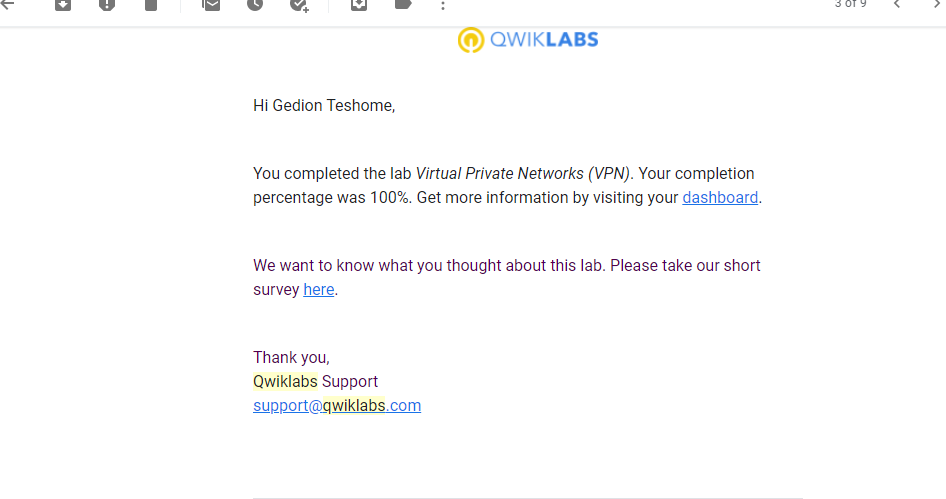 3 of 9
QWIKLABS
Hi Gedion Teshome,
You completed the lab Virtual Private Networks (VPN). Your completion
percentage was 100%. Get more information by visiting your dashboard.
We want to know what you thought about this lab. Please take our short
survey here.
Thank you,
Qwiklabs Support
support@qwiklabs.com